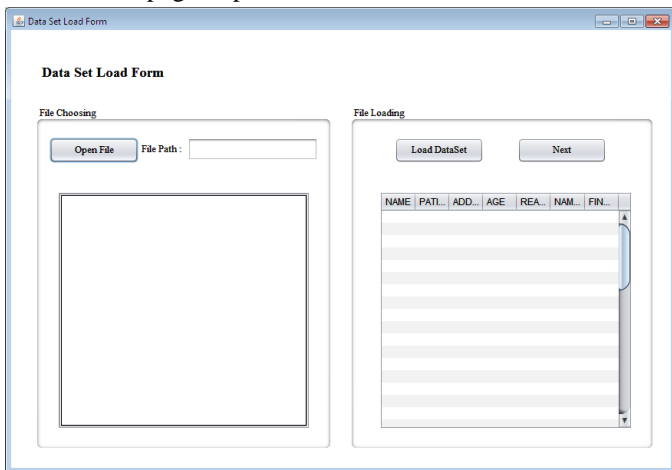 Data Set Load Form
Data Set Load Form
File Choosing
Open File
File Path :
File Loading
Load DataSet
Next
NAME PATI... ADD... AGE REA... NAM... FIN...